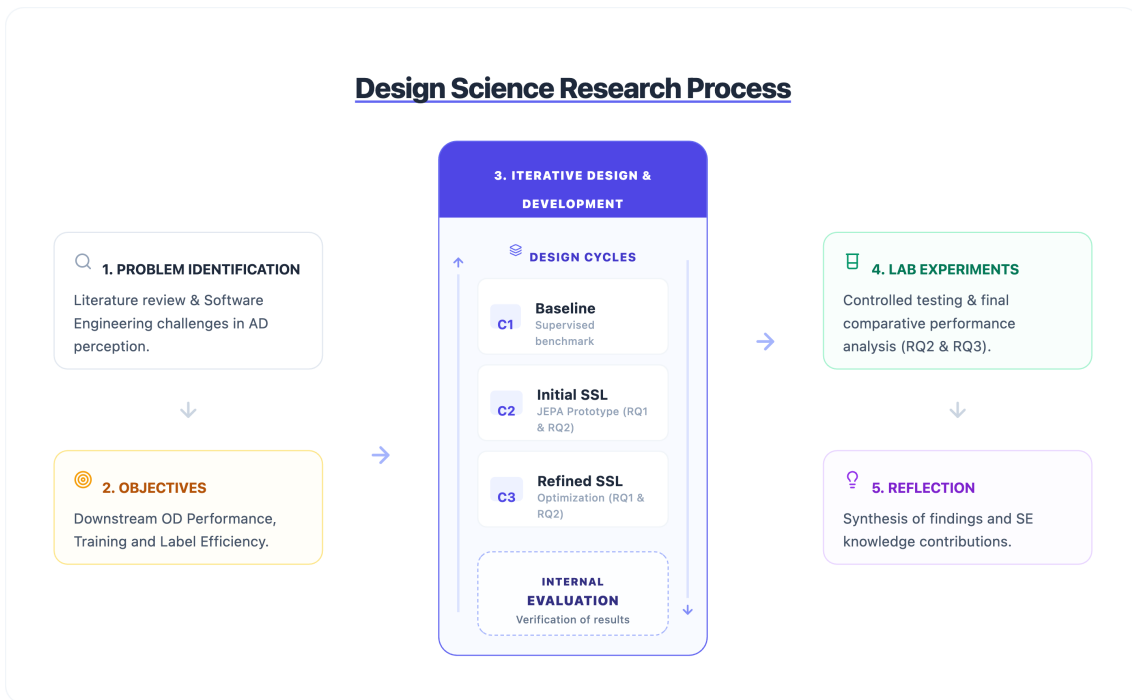 Design Science Research Process
1. PROBLEM IDENTIFICATION
Literature review & Software
Engineering challenges in AD
perception.
2. OBJECTIVES
Downstream OD Performance,
Training and Label Efficiency.
3. ITERATIVE DESIGN &
DEVELOPMENT
DESIGN CYCLES
C1
Baseline
Supervised
benchmark
C2
Initial SSL
JEPA Prototype (RQ1
& RQ2)
C3
Refined SSL
Optimization (RQ1 &
RQ2)
INTERNAL
EVALUATION
Verification of results
4. LAB EXPERIMENTS
Controlled testing & final
comparative performance
analysis (RQ2 & RQ3).
5. REFLECTION
Synthesis of findings and SE
knowledge contributions.